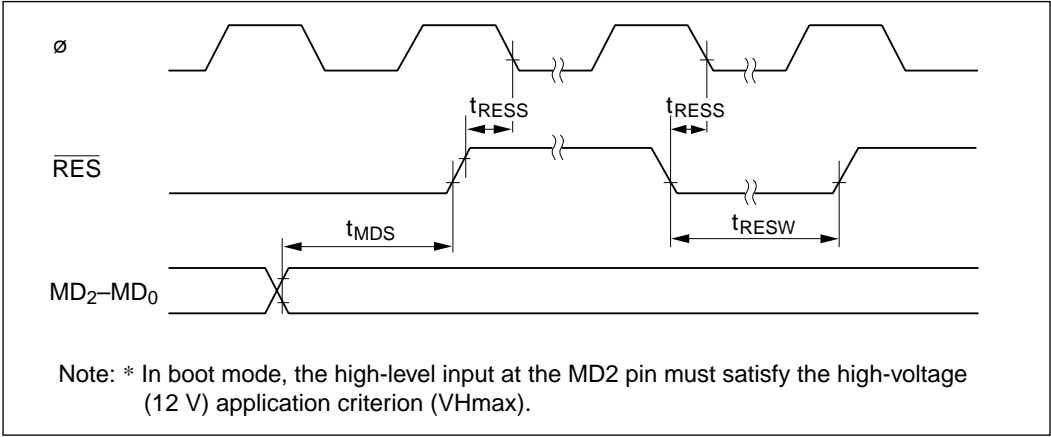 ø
tRESS tRESS
RES
tMDS tRESW
MD2–MD0
Note: * In boot mode, the high-level input at the MD2 pin must satisfy the high-voltage
(12 V) application criterion (VHmax).